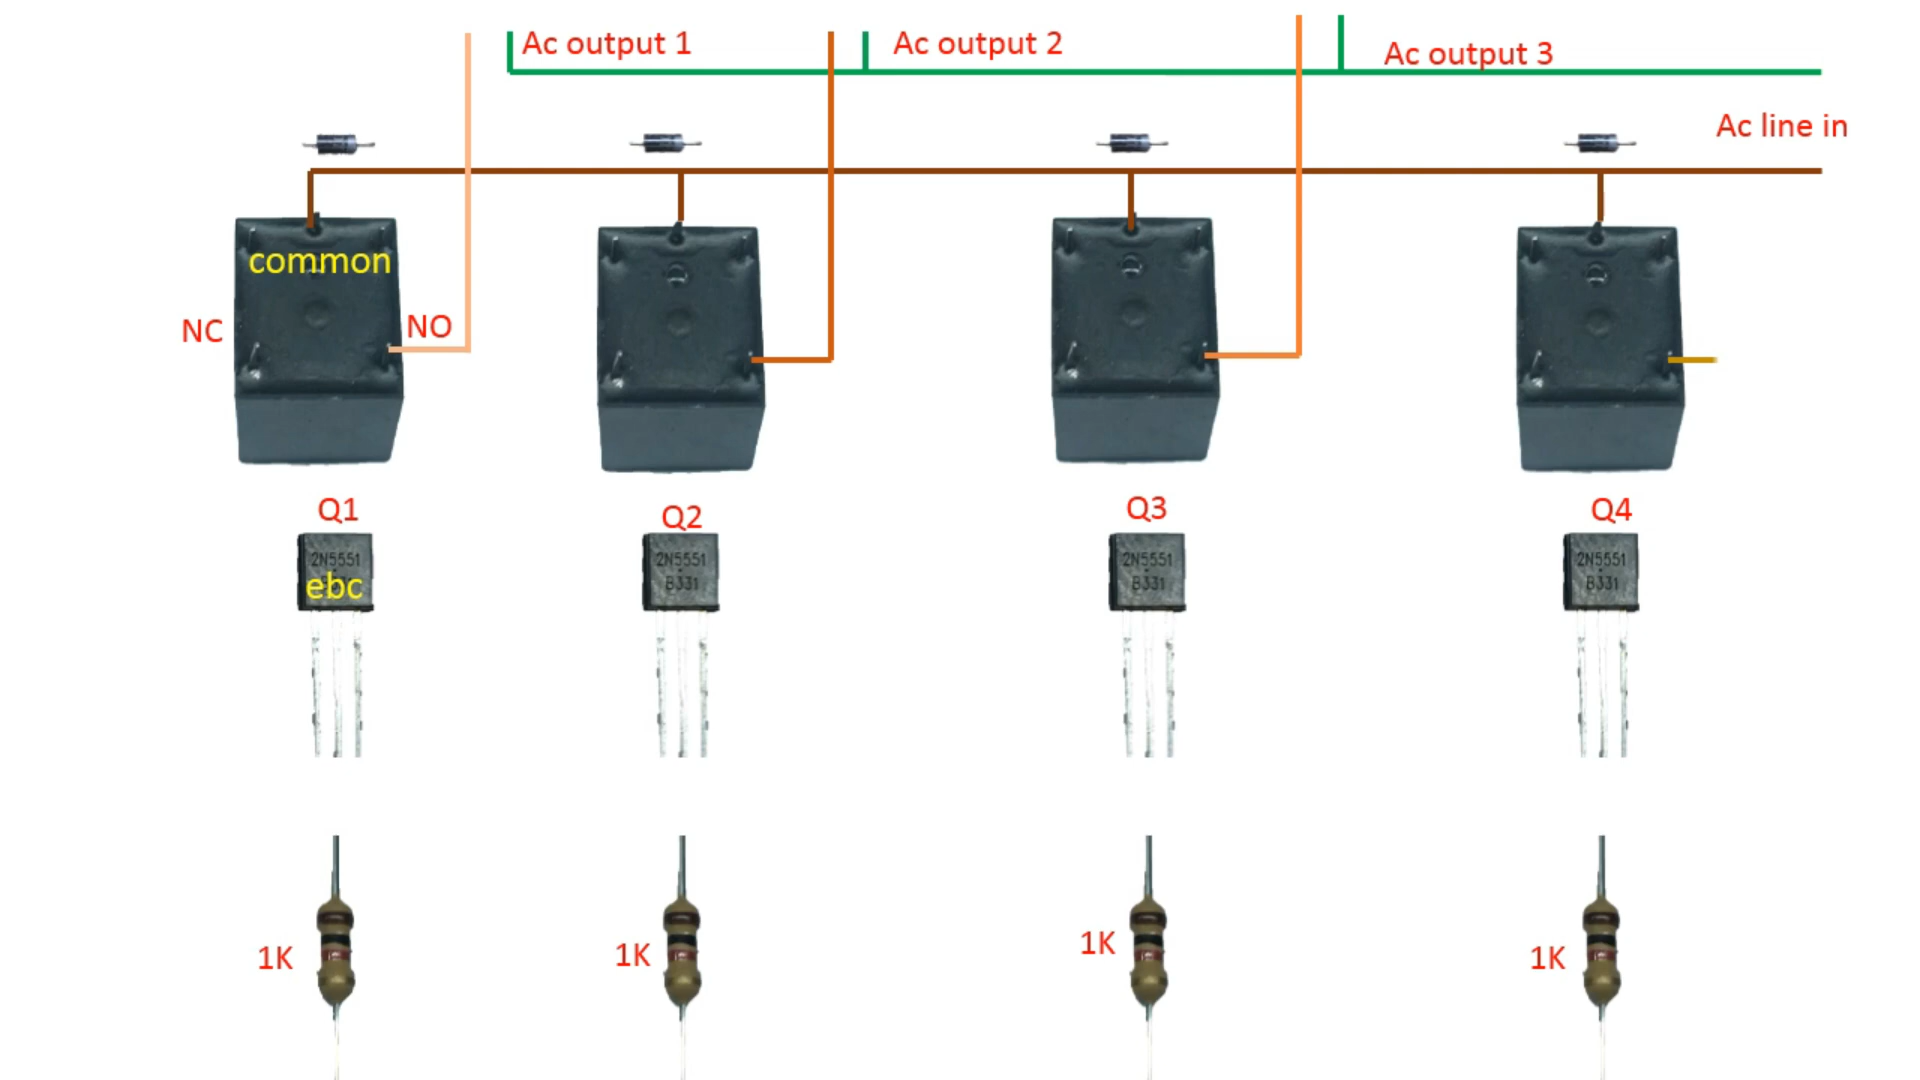 Ac output 1
Ac output 2
Ac output 3
Ac line in
common
NC
NO
Q1
Q2
Q3
Q4
2N5551
ebc
2N5551
B331
2N5551
B331
2N5551
B331
1K
1K
1K
1K